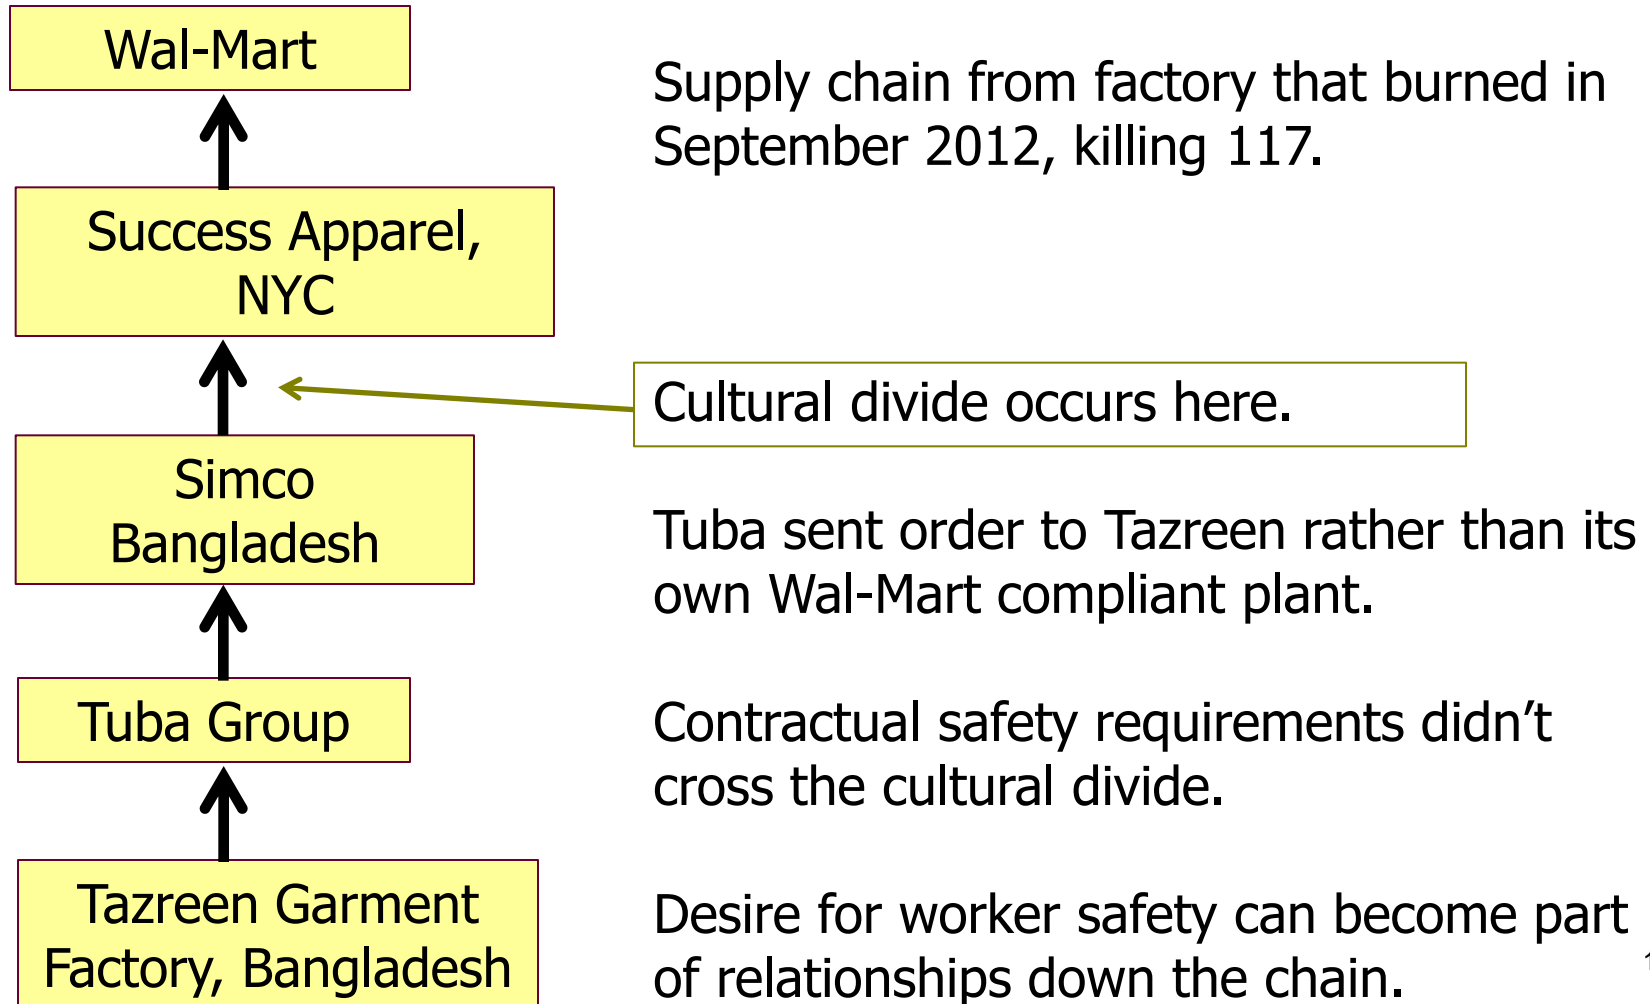 Wal-Mart
Supply chain from factory that burned in
September 2012, killing 117.
Success Apparel,
NYC
Cultural divide occurs here.
Simco
Bangladesh
Tuba sent order to Tazreen rather than its
own Wal-Mart compliant plant.
Tuba Group
Contractual safety requirements didn’t
cross the cultural divide.
Tazreen Garment
Factory, Bangladesh
Desire for worker safety can become part
of relationships down the chain.